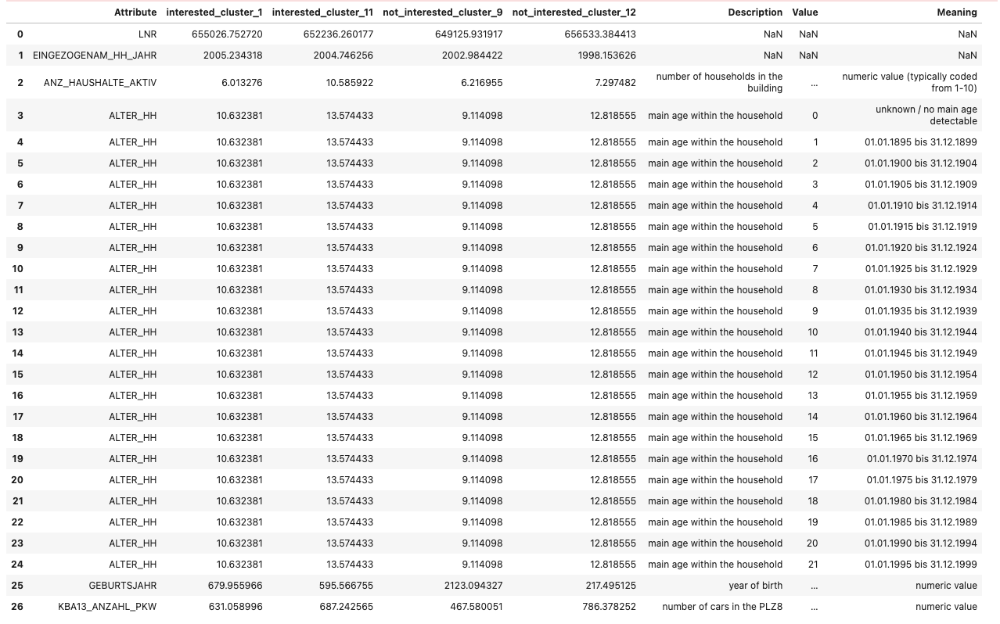 Attribute interested_cluster_1 interested_cluster_11 not_interested_cluster_9 not_interested_cluster_12 Description Value Meaning
0 LNR 655026.752720 652236.260177 649125.931917 656533.384413 NaN NaN NaN
1 EINGEZOGENAM_HH_JAHR 2005.234318 2004.746256 2002.984422 1998.153626 NaN NaN NaN
2 ANZ_HAUSHALTE_AKTIV 6.013276 10.585922 6.216955 7.297482 number of households in the building ... numeric value (typically coded from 1-10)
3 ALTER_HH 10.632381 13.574433 9.114098 12.818555 main age within the household 0 unknown / no main age detectable
4 ALTER_HH 10.632381 13.574433 9.114098 12.818555 main age within the household 1 01.01.1895 bis 31.12.1899
5 ALTER_HH 10.632381 13.574433 9.114098 12.818555 main age within the household 2 01.01.1900 bis 31.12.1904
6 ALTER_HH 10.632381 13.574433 9.114098 12.818555 main age within the household 3 01.01.1905 bis 31.12.1909
7 ALTER_HH 10.632381 13.574433 9.114098 12.818555 main age within the household 4 01.01.1910 bis 31.12.1914
8 ALTER_HH 10.632381 13.574433 9.114098 12.818555 main age within the household 5 01.01.1915 bis 31.12.1919
9 ALTER_HH 10.632381 13.574433 9.114098 12.818555 main age within the household 6 01.01.1920 bis 31.12.1924
10 ALTER_HH 10.632381 13.574433 9.114098 12.818555 main age within the household 7 01.01.1925 bis 31.12.1929
11 ALTER_HH 10.632381 13.574433 9.114098 12.818555 main age within the household 8 01.01.1930 bis 31.12.1934
12 ALTER_HH 10.632381 13.574433 9.114098 12.818555 main age within the household 9 01.01.1935 bis 31.12.1939
13 ALTER_HH 10.632381 13.574433 9.114098 12.818555 main age within the household 10 01.01.1940 bis 31.12.1944
14 ALTER_HH 10.632381 13.574433 9.114098 12.818555 main age within the household 11 01.01.1945 bis 31.12.1949
15 ALTER_HH 10.632381 13.574433 9.114098 12.818555 main age within the household 12 01.01.1950 bis 31.12.1954
16 ALTER_HH 10.632381 13.574433 9.114098 12.818555 main age within the household 13 01.01.1955 bis 31.12.1959
17 ALTER_HH 10.632381 13.574433 9.114098 12.818555 main age within the household 14 01.01.1960 bis 31.12.1964
18 ALTER_HH 10.632381 13.574433 9.114098 12.818555 main age within the household 15 01.01.1965 bis 31.12.1969
19 ALTER_HH 10.632381 13.574433 9.114098 12.818555 main age within the household 16 01.01.1970 bis 31.12.1974
20 ALTER_HH 10.632381 13.574433 9.114098 12.818555 main age within the household 17 01.01.1975 bis 31.12.1979
21 ALTER_HH 10.632381 13.574433 9.114098 12.818555 main age within the household 18 01.01.1980 bis 31.12.1984
22 ALTER_HH 10.632381 13.574433 9.114098 12.818555 main age within the household 19 01.01.1985 bis 31.12.1989
23 ALTER_HH 10.632381 13.574433 9.114098 12.818555 main age within the household 20 01.01.1990 bis 31.12.1994
24 ALTER_HH 10.632381 13.574433 9.114098 12.818555 main age within the household 21 01.01.1995 bis 31.12.1999
25 GEBURTSJAHR 679.955966 595.566755 2123.094327 217.495125 year of birth ... numeric value
26 KBA13_ANZAHL_PKW 631.058996 687.242565 467.580051 786.378252 number of cars in the PLZ8 ... numeric value